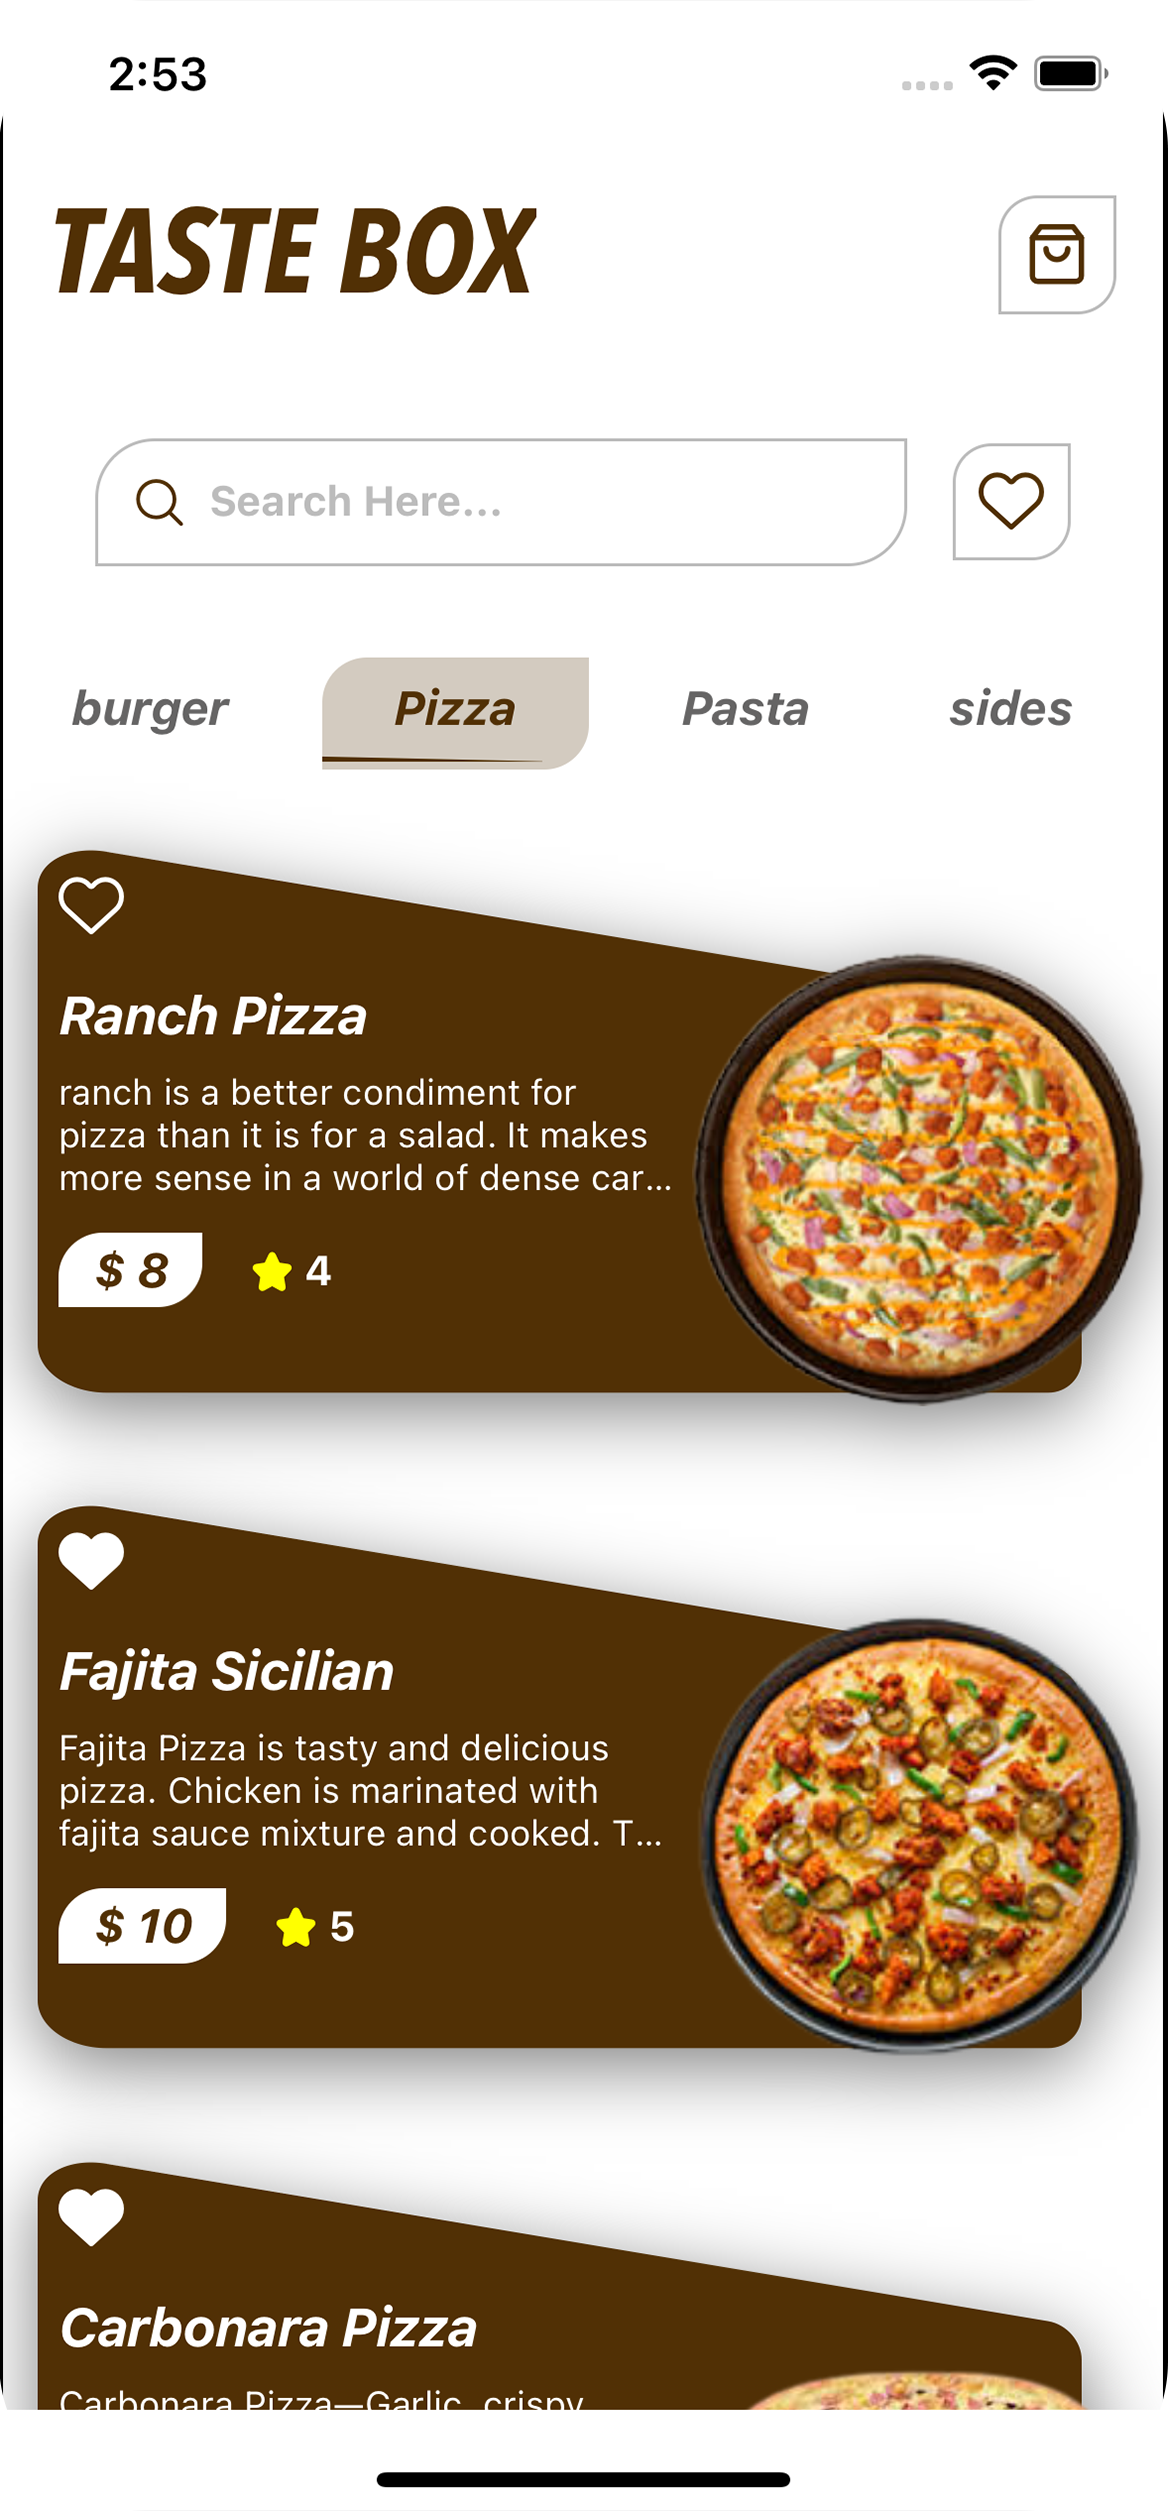 2:53
TASTE BOX
Search Here...
burger Pizza Pasta sides
Ranch Pizza
ranch is a better condiment for
pizza than it is for a salad. It makes
more sense in a world of dense car...
$ 8 4
Fajita Sicilian
Fajita Pizza is tasty and delicious
pizza. Chicken is marinated with
fajita sauce mixture and cooked. T...
$ 10 5
Carbonara Pizza
Carbonara Pizza—Garlic, crispy